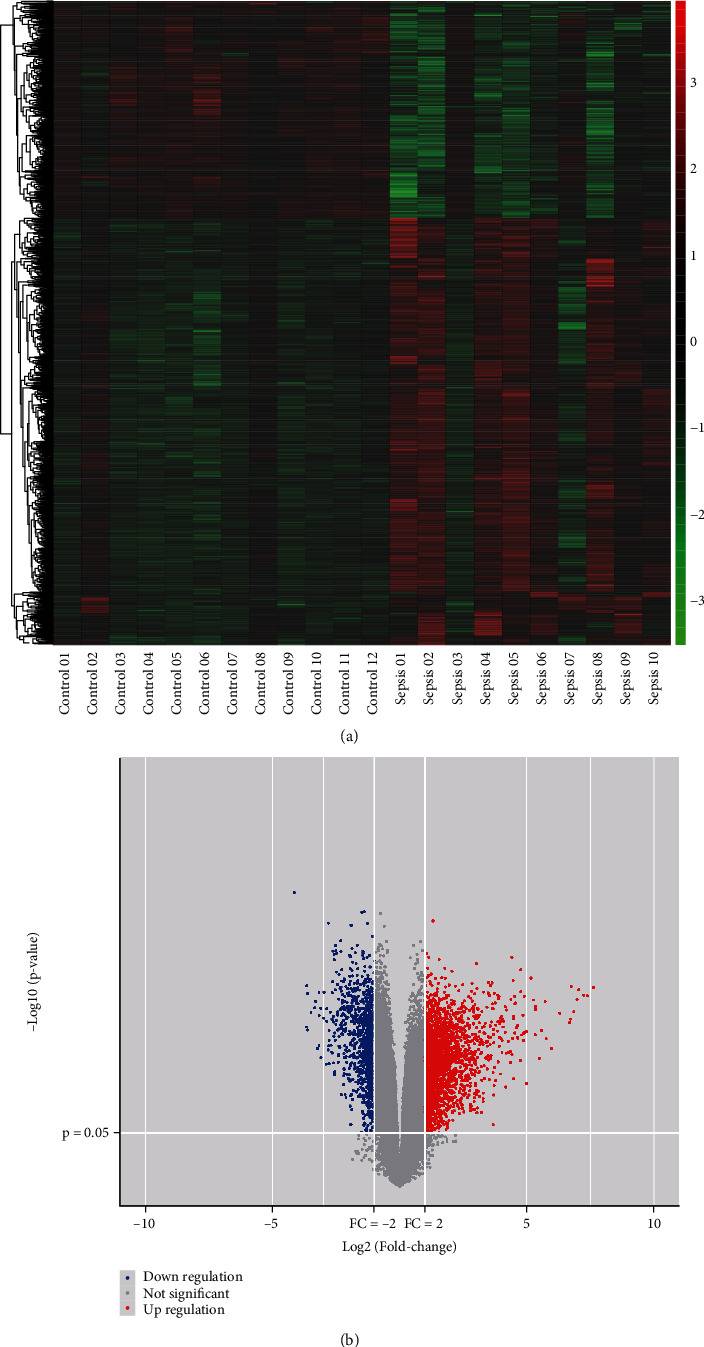 3
2
1
0
−1
−2
−3
Control 01
Control 02
Control 03
Control 04
Control 05
Control 06
Control 07
Control 08
Control 09
Control 10
Control 11
Control 12
Sepsis 01
Sepsis 02
Sepsis 03
Sepsis 04
Sepsis 05
Sepsis 06
Sepsis 07
Sepsis 08
Sepsis 09
Sepsis 10
(a)
−Log10 (p-value)
p = 0.05
−10 −5 FC = −2 FC = 2 5 10
Log2 (Fold-change)
Down regulation
Not significant
Up regulation
(b)